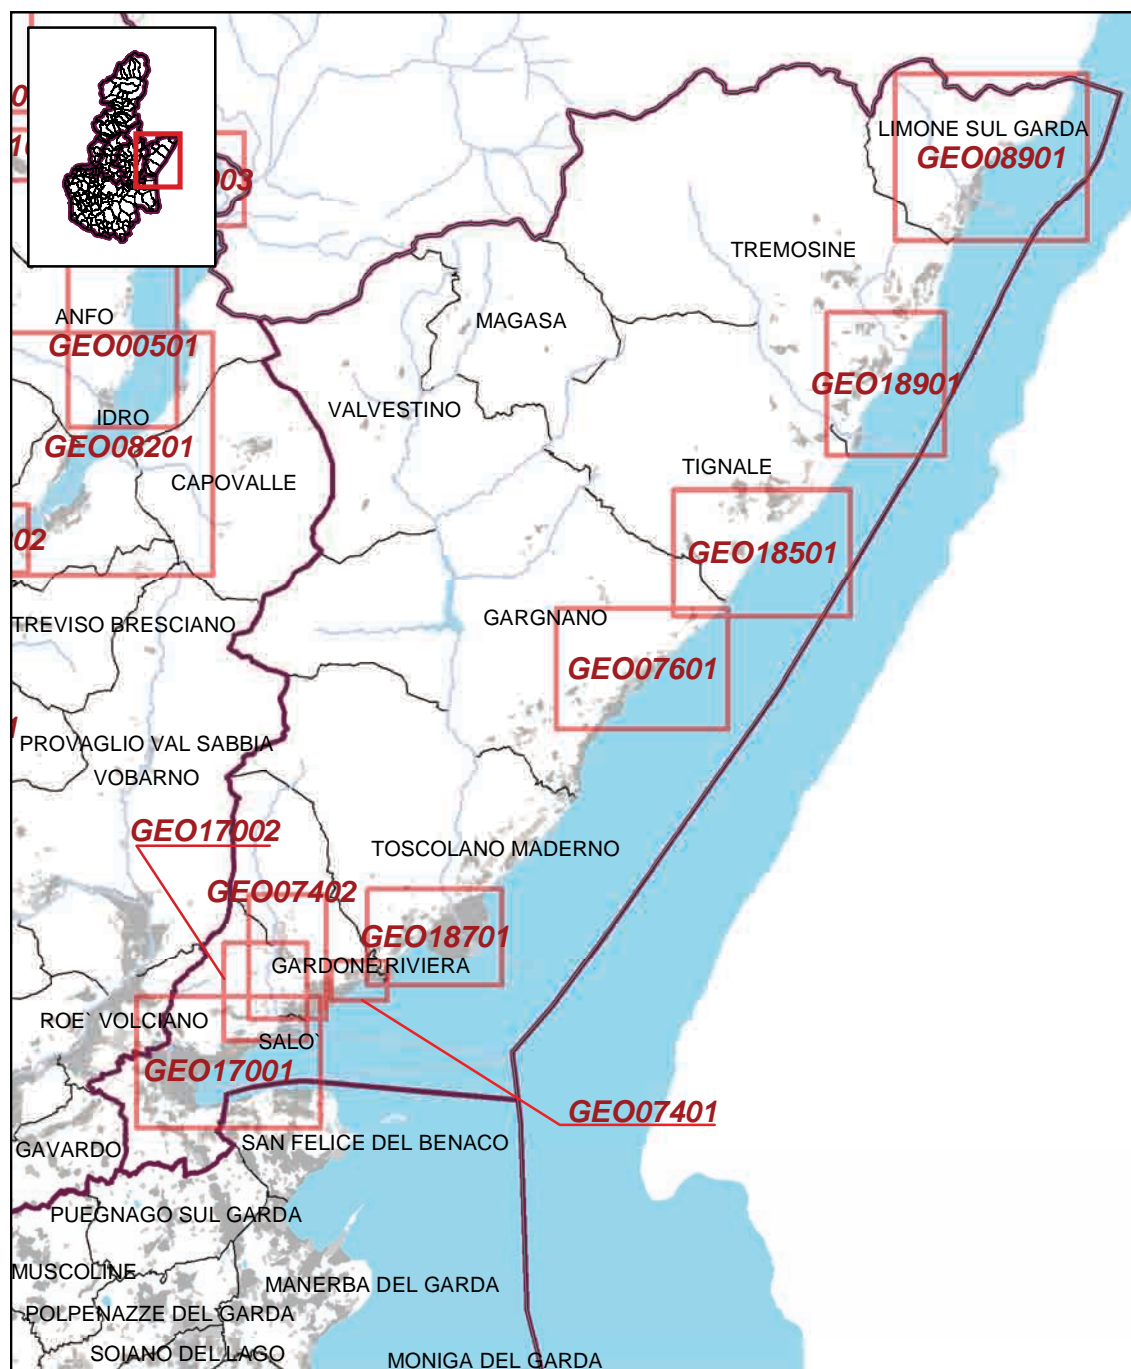 LIMONE SUL GARDA
GEO08901
003
TREMOSINE
ANFO
GEO00501
MAGASA
GEO18901
VALVESTINO
IDRO
GEO08201
TIGNALE
CAPOVALLE
02
GEO18501
TREVISO BRESCIANO
GARGNANO
GEO07601
PROVAGLIO VAL SABBIA
VOBARNO
GEO17002
TOSCOLANO MADERNO
GEO07402
GEO18701
GARDONE RIVIERA
ROE` VOLCIANO
SALO`
GEO17001
GEO07401
SAN FELICE DEL BENACO
GAVARDO
PUEGNAGO SUL GARDA
MUSCOLINE
MANERBA DEL GARDA
POLPENAZZE DEL GARDA
SOIANO DEL LAGO
MONIGA DEL GARDA